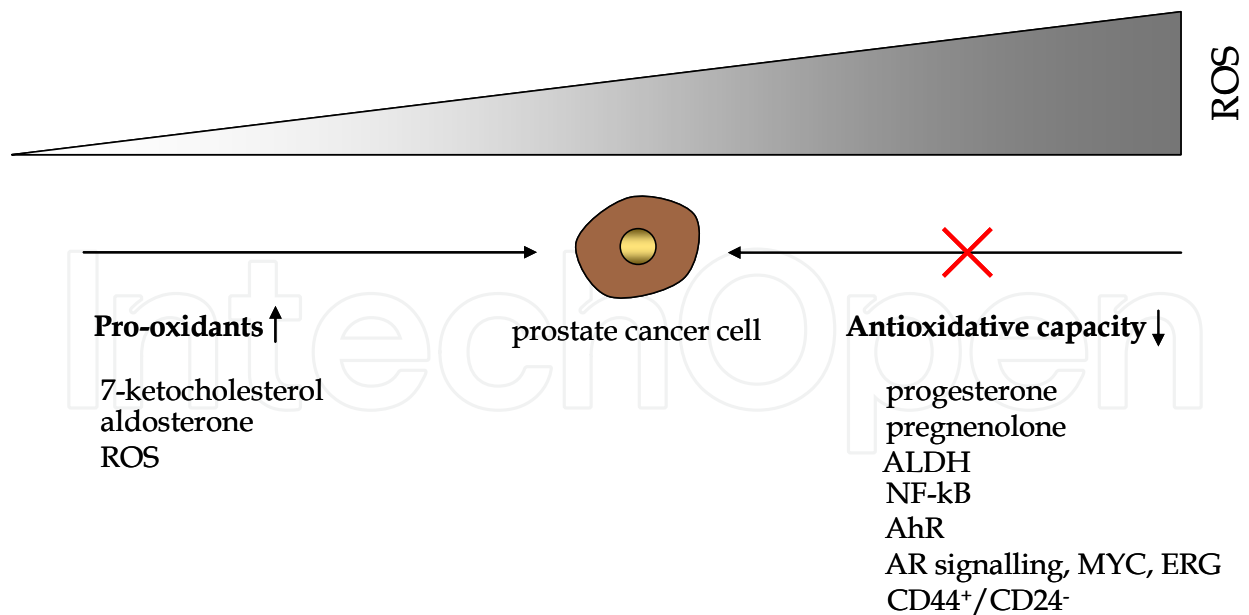 ROS
Pro-oxidants↑
prostate cancer cell
Antioxidative capacity↓
7-ketocholesterol
aldosterone
ROS
progesterone
pregnenolone
ALDH
NF-kB
AhR
AR signalling, MYC, ERG
CD44⁺/CD24⁻
IntechOpen